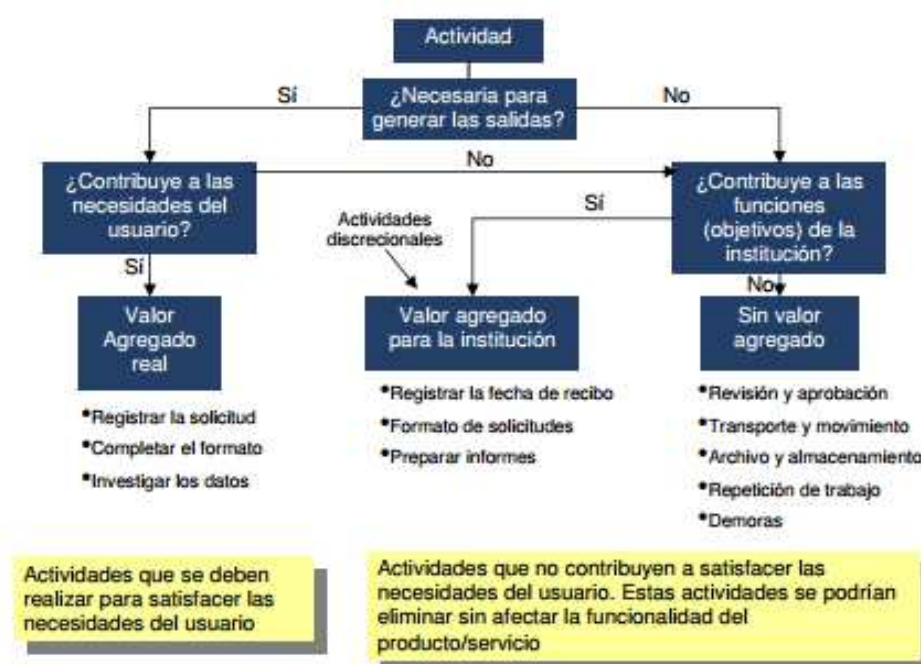 Actividad
¿Necesaria para
generar las salidas?
Sí
No
No
¿Contribuye a las
necesidades del
usuario?
¿Contribuye a las
funciones
(objetivos) de la
institución?
Actividades
discrecionales
Sí
Sí
No
Valor
Agregado
real
Valor agregado
para la institución
Sin valor
agregado
•Registrar la solicitud
•Completar el formato
•Investigar los datos
•Registrar la fecha de recibo
•Formato de solicitudes
•Preparar informes
•Revisión y aprobación
•Transporte y movimiento
•Archivo y almacenamiento
•Repetición de trabajo
•Demoras
Actividades que se deben
realizar para satisfacer las
necesidades del usuario
Actividades que no contribuyen a satisfacer las
necesidades del usuario. Estas actividades se podrían
eliminar sin afectar la funcionalidad del
producto/servicio